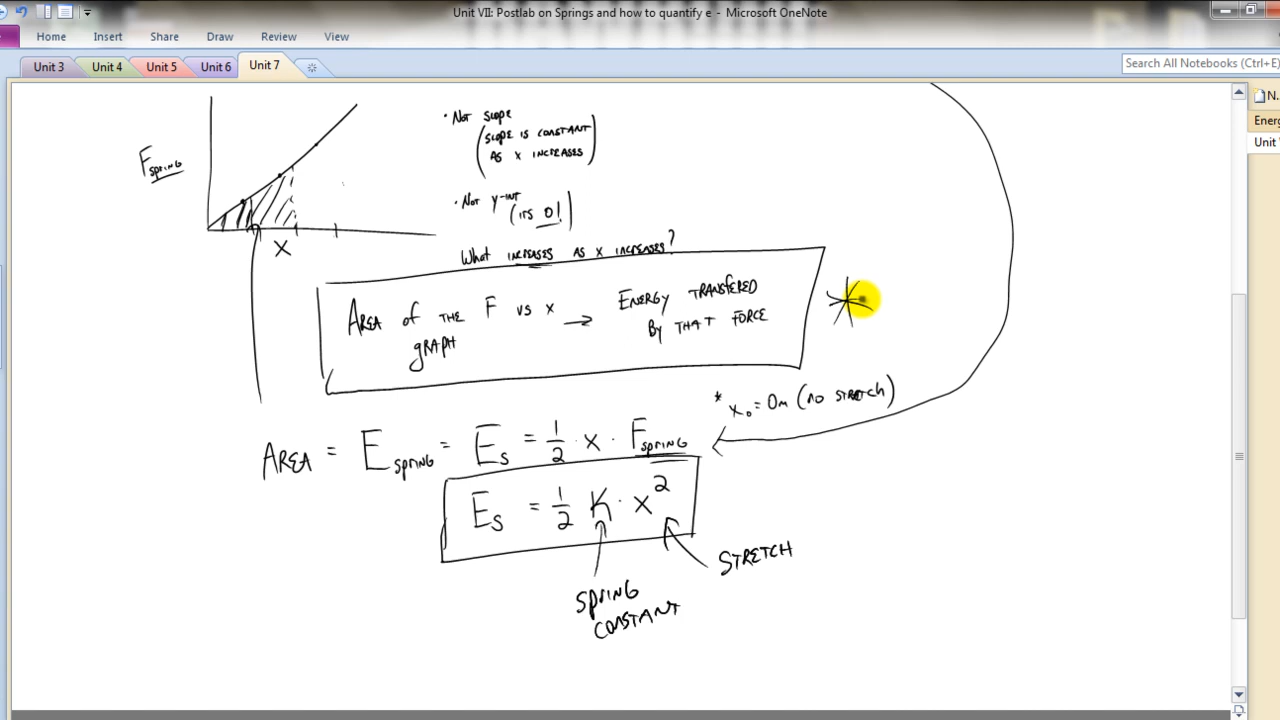 Unit VII: Postlab on Springs and how to quantify e - Microsoft OneNote
Home Insert Share Draw Review View
Unit 3 Unit 4 Unit 5 Unit 6 Unit 7
Search All Notebooks (Ctrl+E)
N..
Energ
Unit V
F SPRING
X
• NOT SLOPE
(SLOPE IS CONSTANT
AS X INCREASES)
• NOT Y-INT
(ITS 0!)
WHAT INCREASES AS X INCREASES?
AREA OF THE F VS X → ENERGY TRANSFERED
GRAPH BY THAT FORCE
* x₀ = 0m (NO STRETCH)
AREA = E SPRING = E S = 1/2 · x · F SPRING
E S = 1/2 K · x²
STRETCH
SPRING
CONSTANT